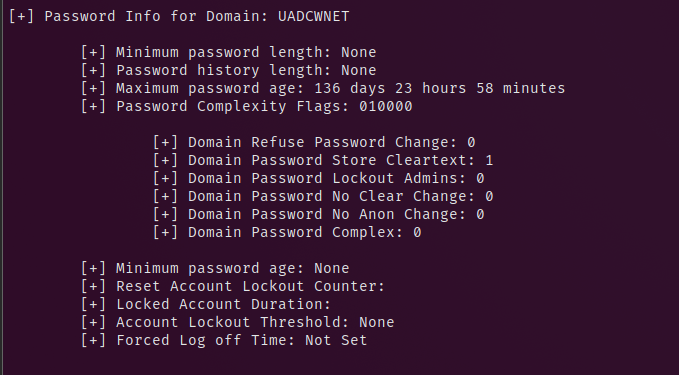 [+] Password Info for Domain: UADCWNET
[+] Minimum password length: None
[+] Password history length: None
[+] Maximum password age: 136 days 23 hours 58 minutes
[+] Password Complexity Flags: 010000
[+] Domain Refuse Password Change: 0
[+] Domain Password Store Cleartext: 1
[+] Domain Password Lockout Admins: 0
[+] Domain Password No Clear Change: 0
[+] Domain Password No Anon Change: 0
[+] Domain Password Complex: 0
[+] Minimum password age: None
[+] Reset Account Lockout Counter:
[+] Locked Account Duration:
[+] Account Lockout Threshold: None
[+] Forced Log off Time: Not Set